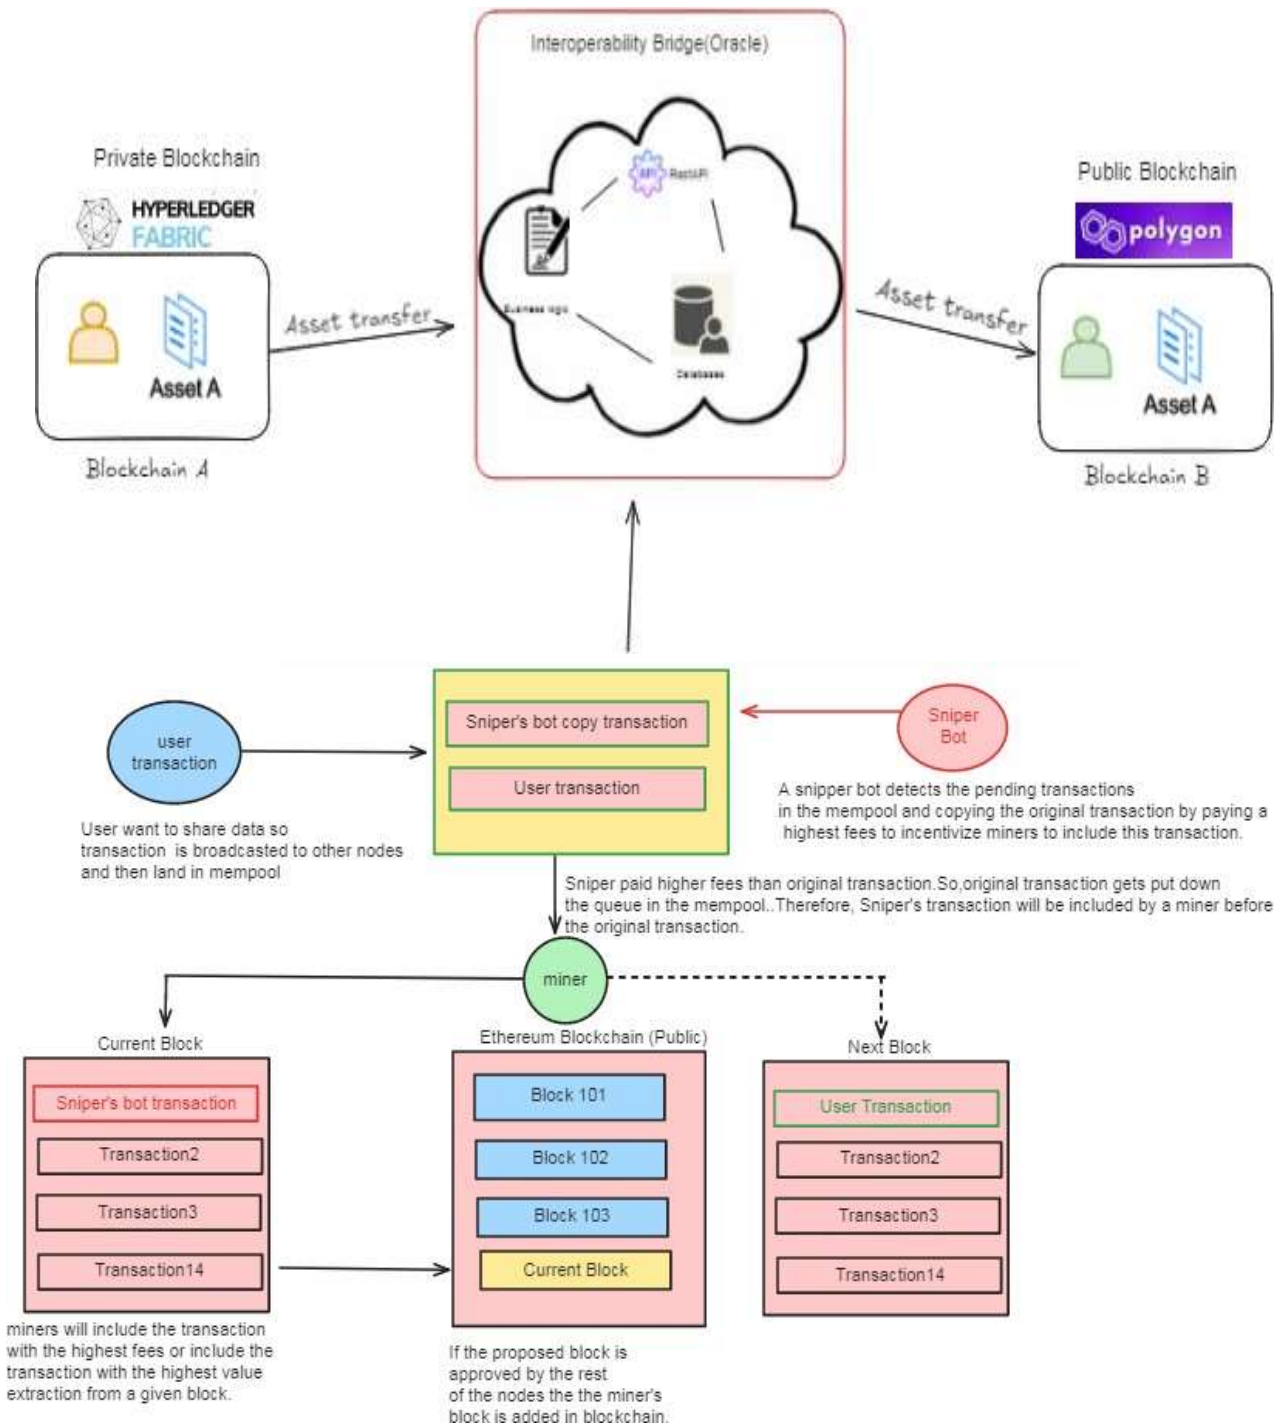 Interoperability Bridge(Oracle)
Private Blockchain
HYPERLEDGER
FABRIC
Asset A
Blockchain A
Asset transfer
API
RestAPI
Business logic
Database
Asset transfer
Public Blockchain
polygon
Asset A
Blockchain B
user
transaction
User want to share data so
transaction is broadcasted to other nodes
and then land in mempool
Sniper's bot copy transaction
User transaction
Sniper
Bot
A snipper bot detects the pending transactions
in the mempool and copying the original transaction by paying a
highest fees to incentivize miners to include this transaction.
Sniper paid higher fees than original transaction.So,original transaction gets put down
the queue in the mempool..Therefore, Sniper's transaction will be included by a miner before
the original transaction.
miner
Current Block
Sniper's bot transaction
Transaction2
Transaction3
Transaction14
miners will include the transaction
with the highest fees or include the
transaction with the highest value
extraction from a given block.
Ethereum Blockchain (Public)
Block 101
Block 102
Block 103
Current Block
If the proposed block is
approved by the rest
of the nodes the the miner's
block is added in blockchain.
Next Block
User Transaction
Transaction2
Transaction3
Transaction14